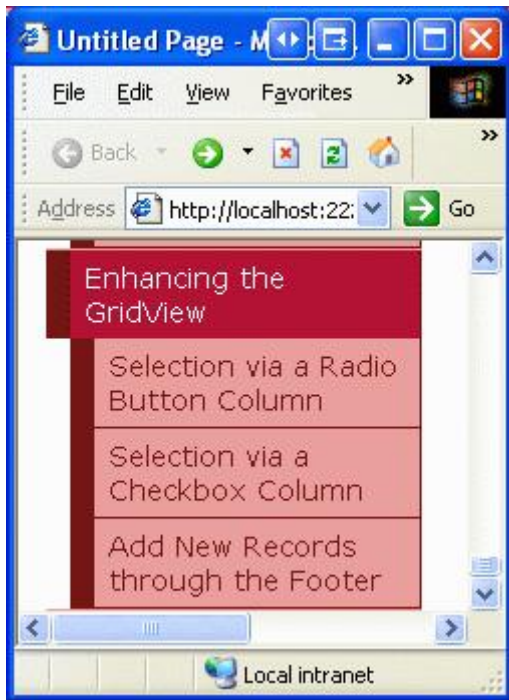 Untitled Page - M
File Edit View Favorites »
Back »
Address http://localhost:22 Go
Enhancing the
GridView
Selection via a Radio
Button Column
Selection via a
Checkbox Column
Add New Records
through the Footer
Local intranet